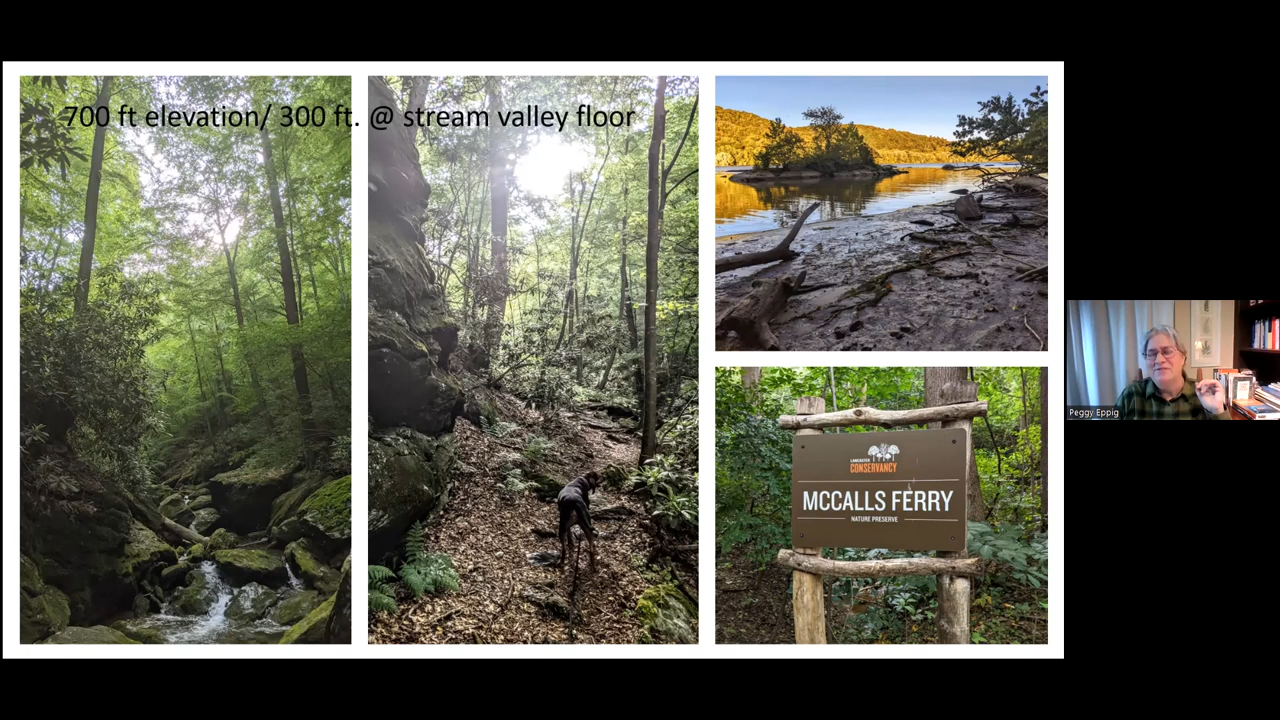 700 ft elevation/ 300 ft. @ stream valley floor
LANCASTER
CONSERVANCY
MCCALLS FERRY
NATURE PRESERVE
Peggy Eppig